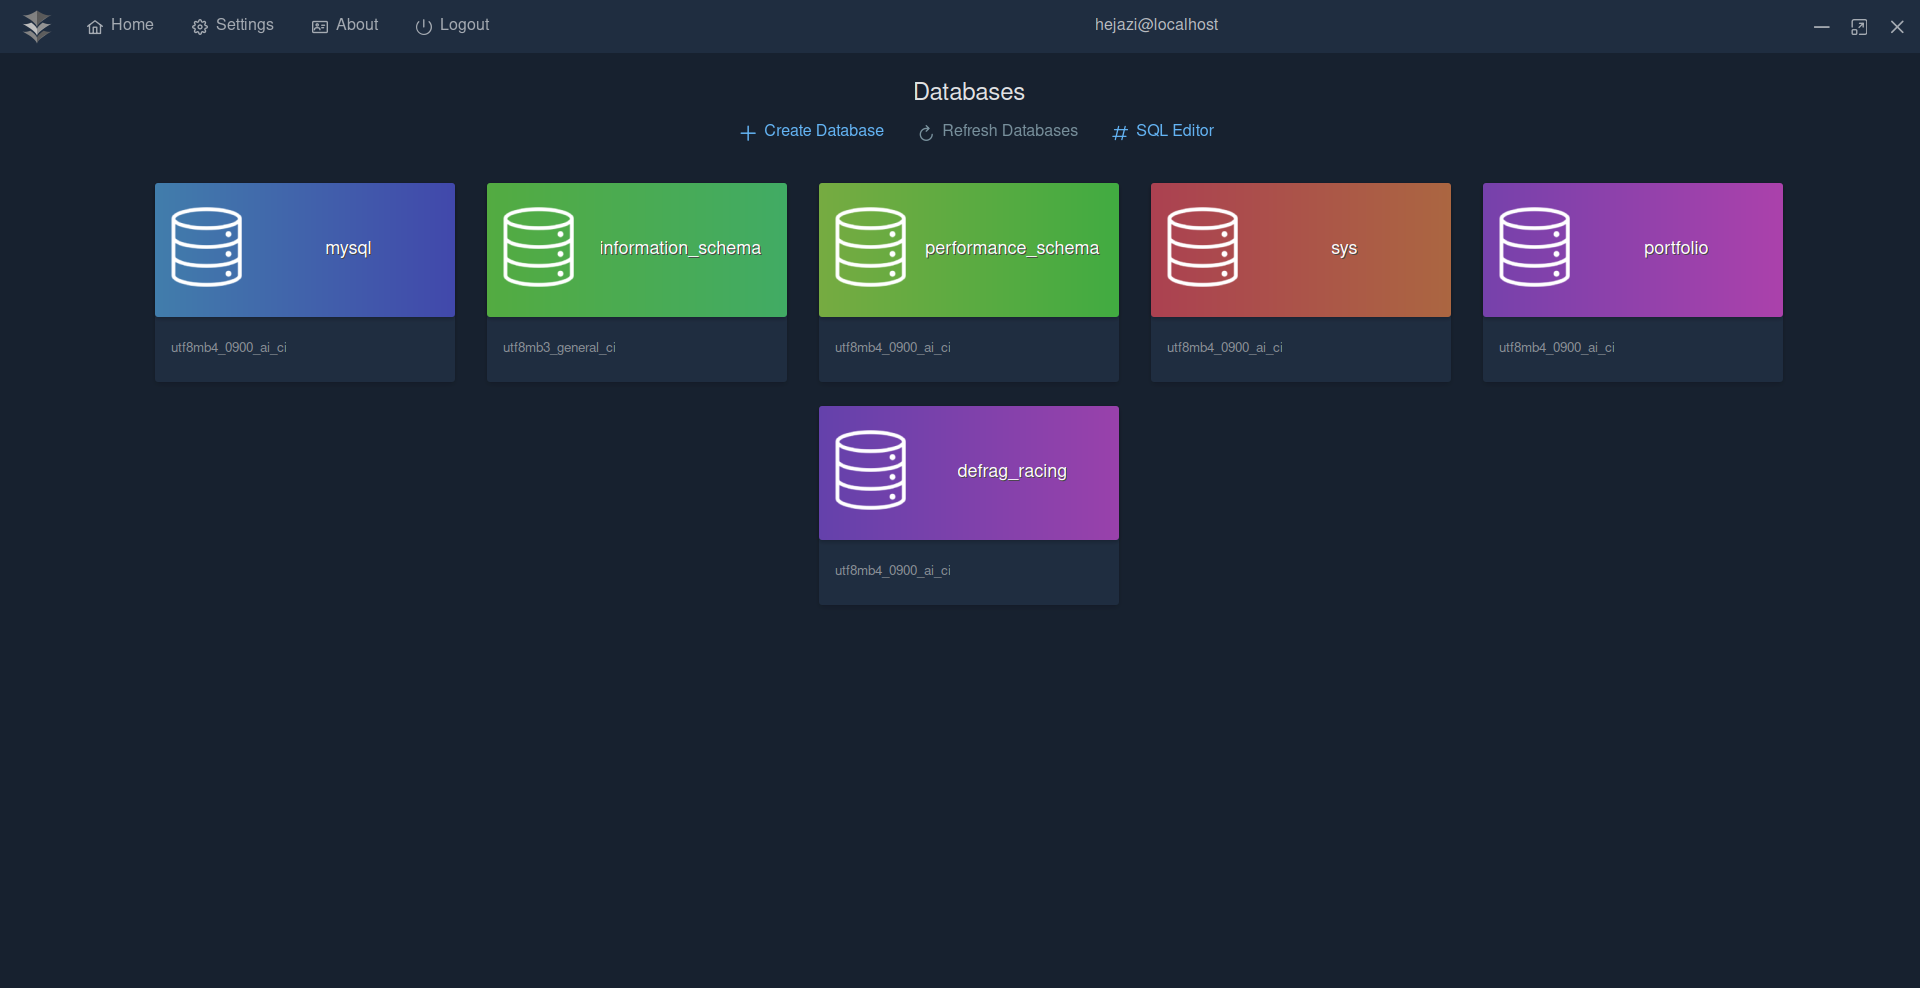 Home Settings About Logout hejazi@localhost
Databases
Create Database Refresh Databases SQL Editor
mysql information_schema performance_schema sys portfolio
utf8mb4_0900_ai_ci utf8mb3_general_ci utf8mb4_0900_ai_ci utf8mb4_0900_ai_ci utf8mb4_0900_ai_ci
defrag_racing
utf8mb4_0900_ai_ci